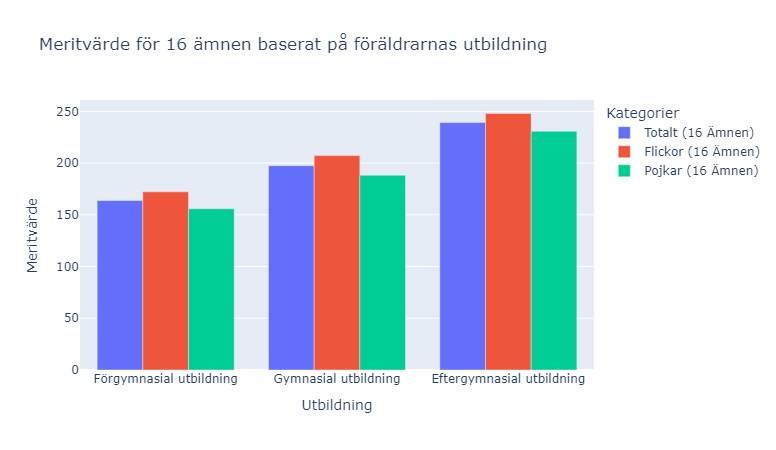 Meritvärde för 16 ämnen baserat på föräldrarnas utbildning
Kategorier
Totalt (16 Ämnen)
Flickor (16 Ämnen)
Pojkar (16 Ämnen)
Meritvärde
250
200
150
100
50
0
Förgymnasial utbildning
Gymnasial utbildning
Eftergymnasial utbildning
Utbildning